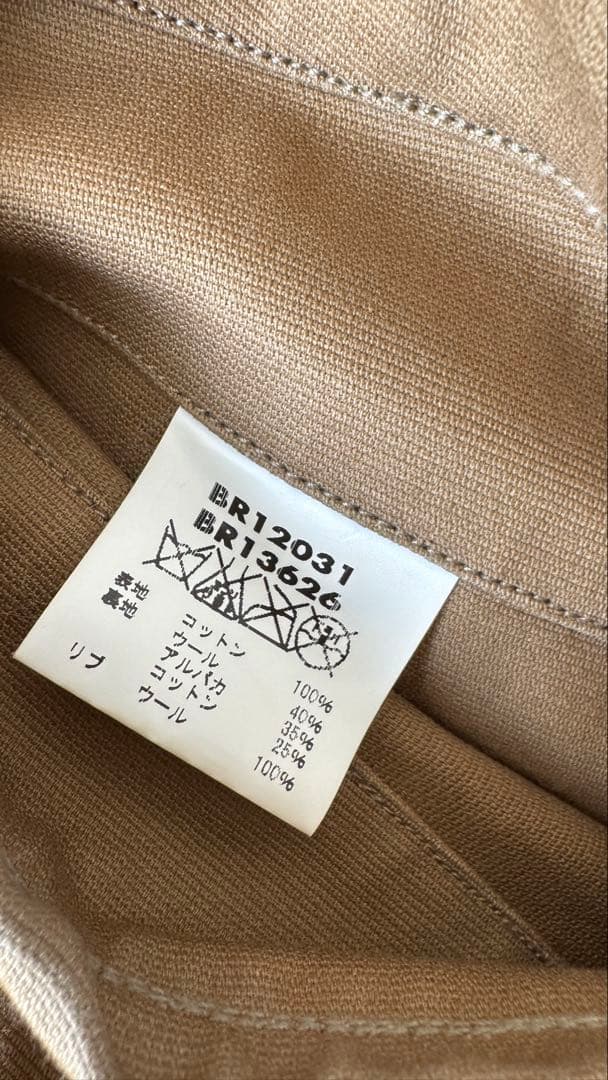 BR12031
BR13626
表地 コットン 100%
裏地 ウール 40%
アルパカ 35%
コットン 25%
リブ ウール 100%